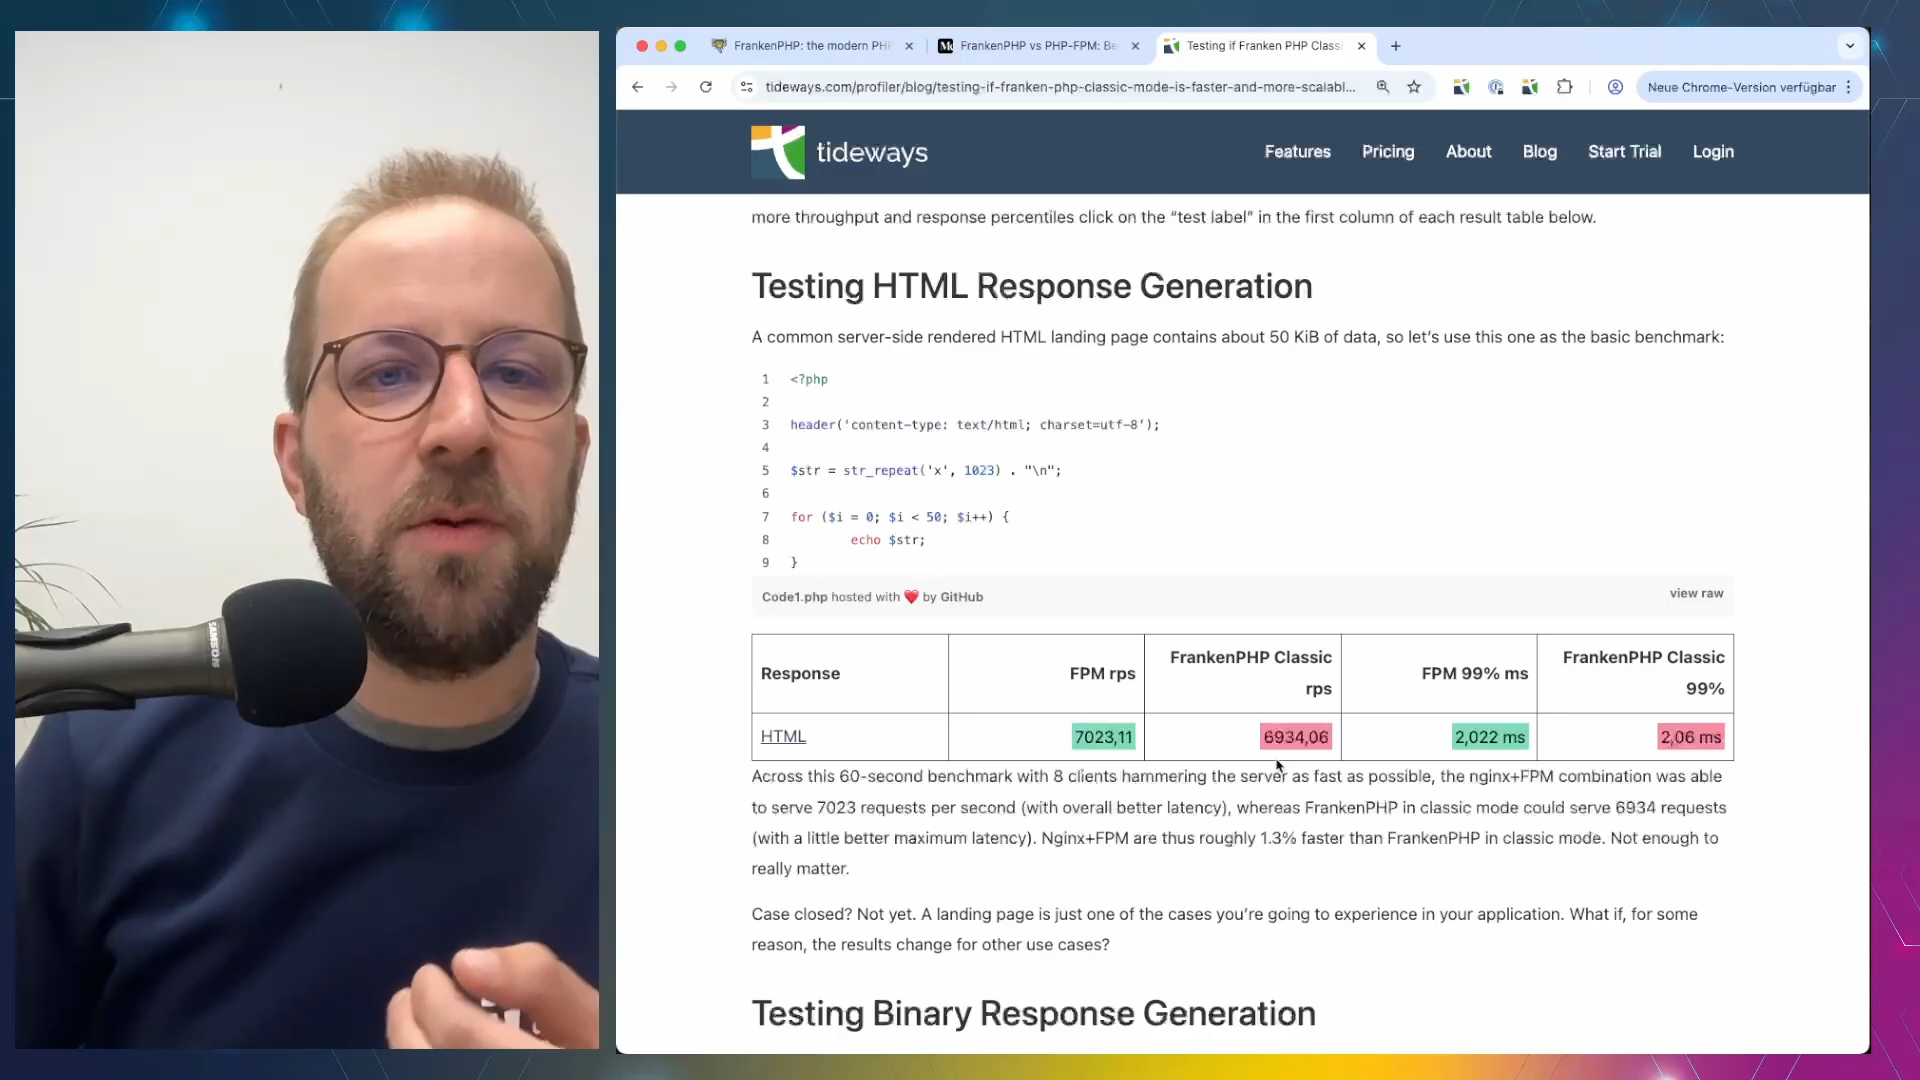 FrankenPHP: the modern PH
FrankenPHP vs PHP-FPM: Be
Testing if Franken PHP Class
tideways.com/profiler/blog/testing-if-franken-php-classic-mode-is-faster-and-more-scalabl...
Neue Chrome-Version verfügbar
tideways
Features
Pricing
About
Blog
Start Trial
Login
more throughput and response percentiles click on the “test label” in the first column of each result table below.
Testing HTML Response Generation
A common server-side rendered HTML landing page contains about 50 KiB of data, so let’s use this one as the basic benchmark:
1 <?php
2
3 header('content-type: text/html; charset=utf-8');
4
5 $str = str_repeat('x', 1023) . "\n";
6
7 for ($i = 0; $i < 50; $i++) {
8 echo $str;
9 }
Code1.php hosted with ❤ by GitHub
view raw
Response
FPM rps
FrankenPHP Classic
rps
FPM 99% ms
FrankenPHP Classic
99%
HTML
7023,11
6934,06
2,022 ms
2,06 ms
Across this 60-second benchmark with 8 clients hammering the server as fast as possible, the nginx+FPM combination was able
to serve 7023 requests per second (with overall better latency), whereas FrankenPHP in classic mode could serve 6934 requests
(with a little better maximum latency). Nginx+FPM are thus roughly 1.3% faster than FrankenPHP in classic mode. Not enough to
really matter.
Case closed? Not yet. A landing page is just one of the cases you’re going to experience in your application. What if, for some
reason, the results change for other use cases?
Testing Binary Response Generation
SAMSON